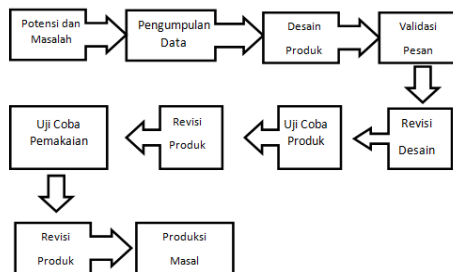 Potensi dan
Masalah
Pengumpulan
Data
Desain
Produk
Validasi
Pesan
Revisi
Desain
Uji Coba
Produk
Revisi
Produk
Uji Coba
Pemakaian
Revisi
Produk
Produksi
Masal